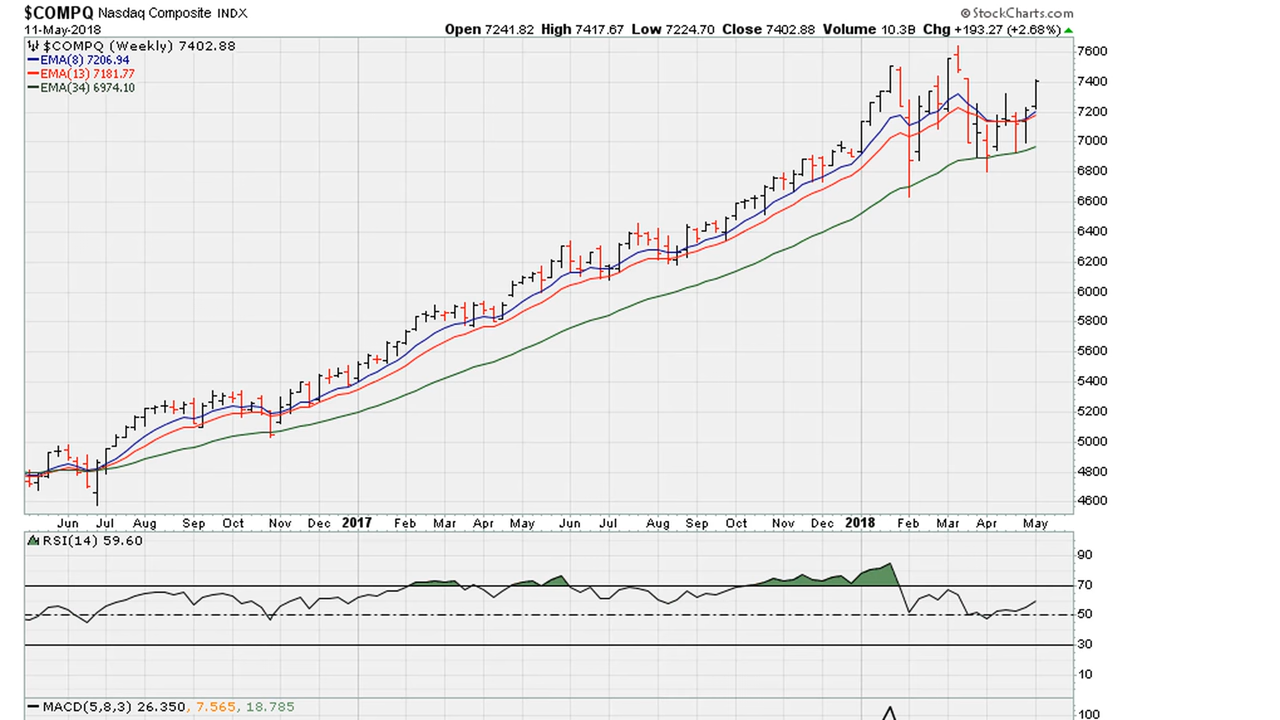 $COMPQ Nasdaq Composite INDX © StockCharts.com
11-May-2018 Open 7241.82 High 7417.67 Low 7224.70 Close 7402.88 Volume 10.3B Chg +193.27 (+2.68%)
$COMPQ (Weekly) 7402.88
EMA(8) 7206.94
EMA(13) 7181.77
EMA(34) 6974.10
7600
7400
7200
7000
6800
6600
6400
6200
6000
5800
5600
5400
5200
5000
4800
4600
Jun Jul Aug Sep Oct Nov Dec 2017 Feb Mar Apr May Jun Jul Aug Sep Oct Nov Dec 2018 Feb Mar Apr May
RSI(14) 59.60
90
70
50
30
10
MACD(5,8,3) 26.350, 7.565, 18.785
100